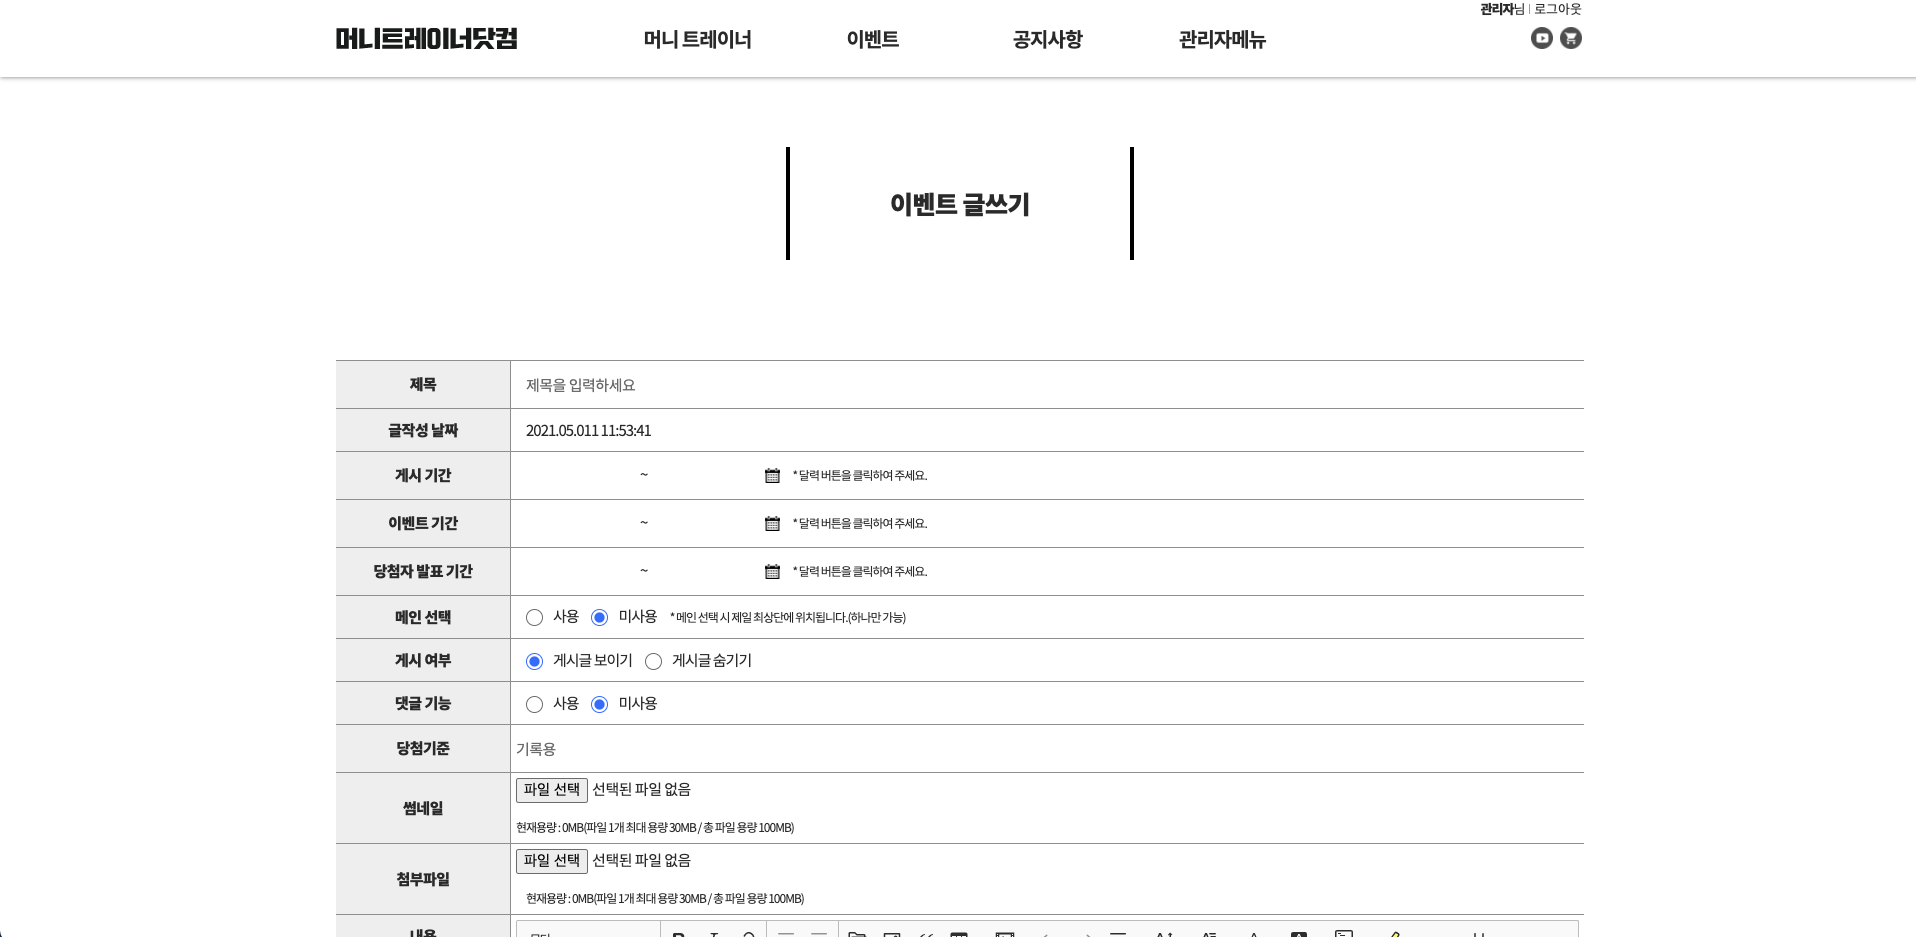 관리자님 | 로그아웃
머니트레이너닷컴 머니 트레이너 이벤트 공지사항 관리자메뉴
이벤트 글쓰기
제목 제목을 입력하세요
글작성 날짜 2021.05.011 11:53:41
게시 기간 ~ * 달력 버튼을 클릭하여 주세요.
이벤트 기간 ~ * 달력 버튼을 클릭하여 주세요.
당첨자 발표 기간 ~ * 달력 버튼을 클릭하여 주세요.
메인 선택 사용 미사용 * 메인 선택 시 제일 최상단에 위치됩니다.(하나만 가능)
게시 여부 게시글 보이기 게시글 숨기기
댓글 기능 사용 미사용
당첨기준 기록용
썸네일 파일 선택 선택된 파일 없음
현재용량 : 0MB(파일 1개 최대 용량 30MB / 총 파일 용량 100MB)
첨부파일 파일 선택 선택된 파일 없음
현재용량 : 0MB(파일 1개 최대 용량 30MB / 총 파일 용량 100MB)
내용